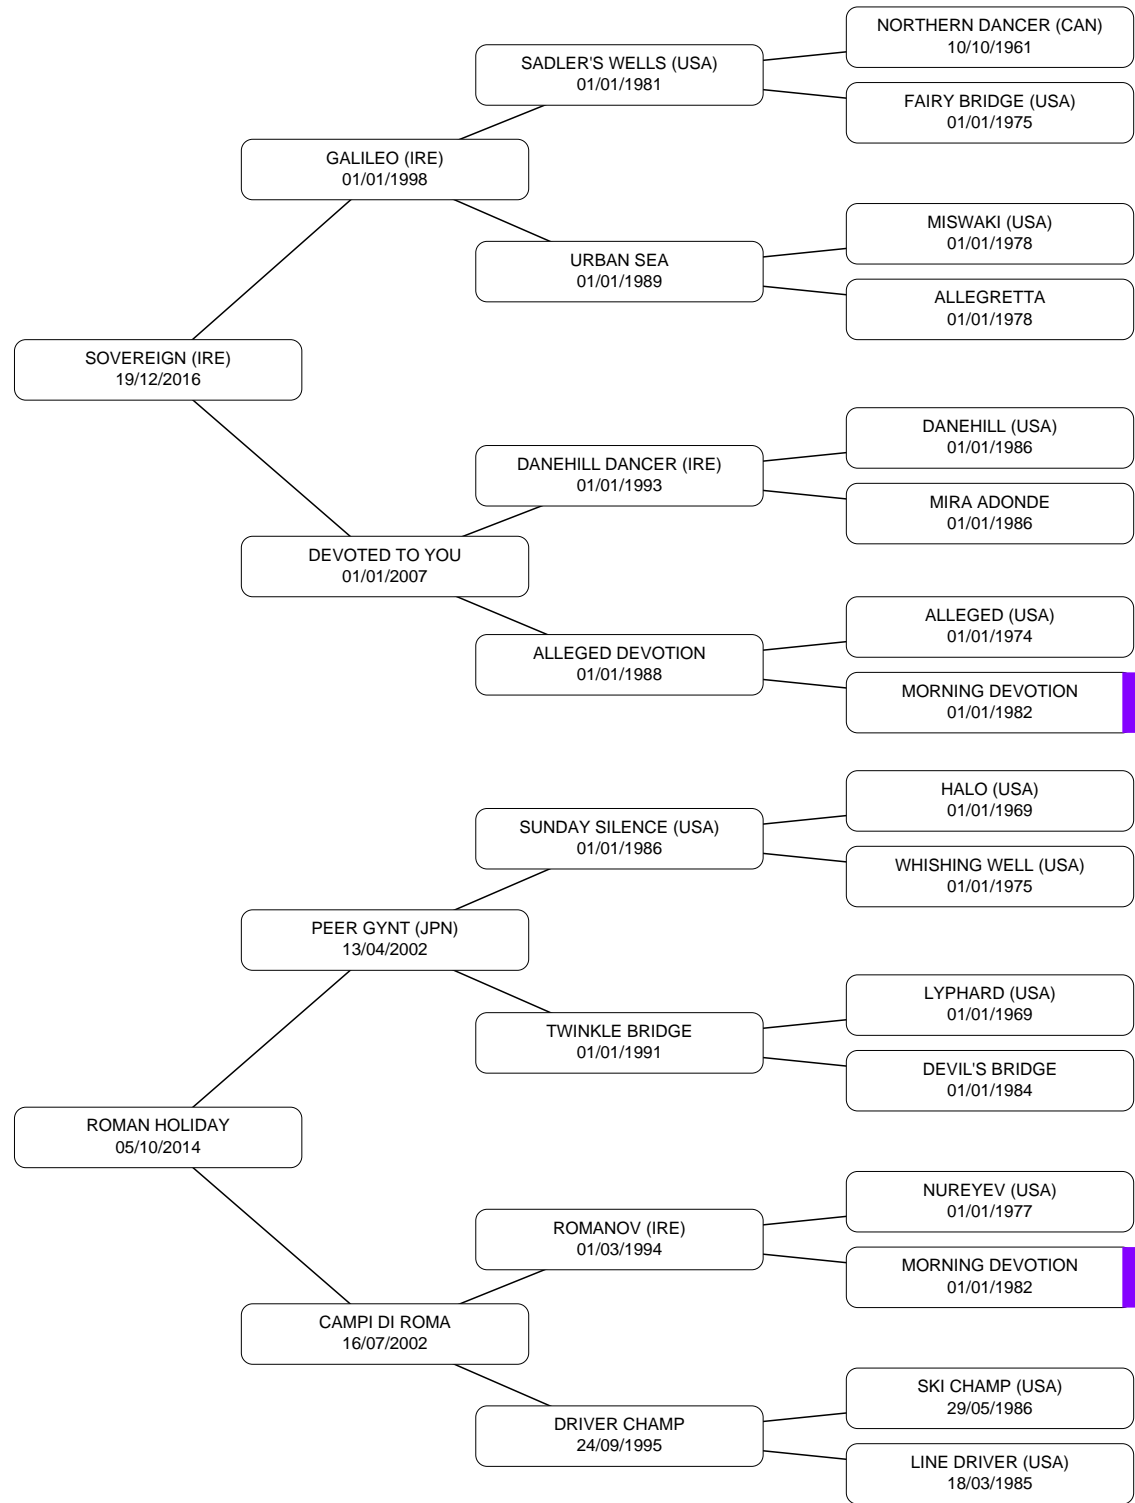 NORTHERN DANCER (CAN)
10/10/1961
SADLER'S WELLS (USA)
01/01/1981
FAIRY BRIDGE (USA)
01/01/1975
GALILEO (IRE)
01/01/1998
MISWAKI (USA)
01/01/1978
URBAN SEA
01/01/1989
ALLEGRETTA
01/01/1978
SOVEREIGN (IRE)
19/12/2016
DANEHILL (USA)
01/01/1986
DANEHILL DANCER (IRE)
01/01/1993
MIRA ADONDE
01/01/1986
DEVOTED TO YOU
01/01/2007
ALLEGED (USA)
01/01/1974
ALLEGED DEVOTION
01/01/1988
MORNING DEVOTION
01/01/1982
HALO (USA)
01/01/1969
SUNDAY SILENCE (USA)
01/01/1986
WHISHING WELL (USA)
01/01/1975
PEER GYNT (JPN)
13/04/2002
LYPHARD (USA)
01/01/1969
TWINKLE BRIDGE
01/01/1991
DEVIL'S BRIDGE
01/01/1984
ROMAN HOLIDAY
05/10/2014
NUREYEV (USA)
01/01/1977
ROMANOV (IRE)
01/03/1994
MORNING DEVOTION
01/01/1982
CAMPI DI ROMA
16/07/2002
SKI CHAMP (USA)
29/05/1986
DRIVER CHAMP
24/09/1995
LINE DRIVER (USA)
18/03/1985